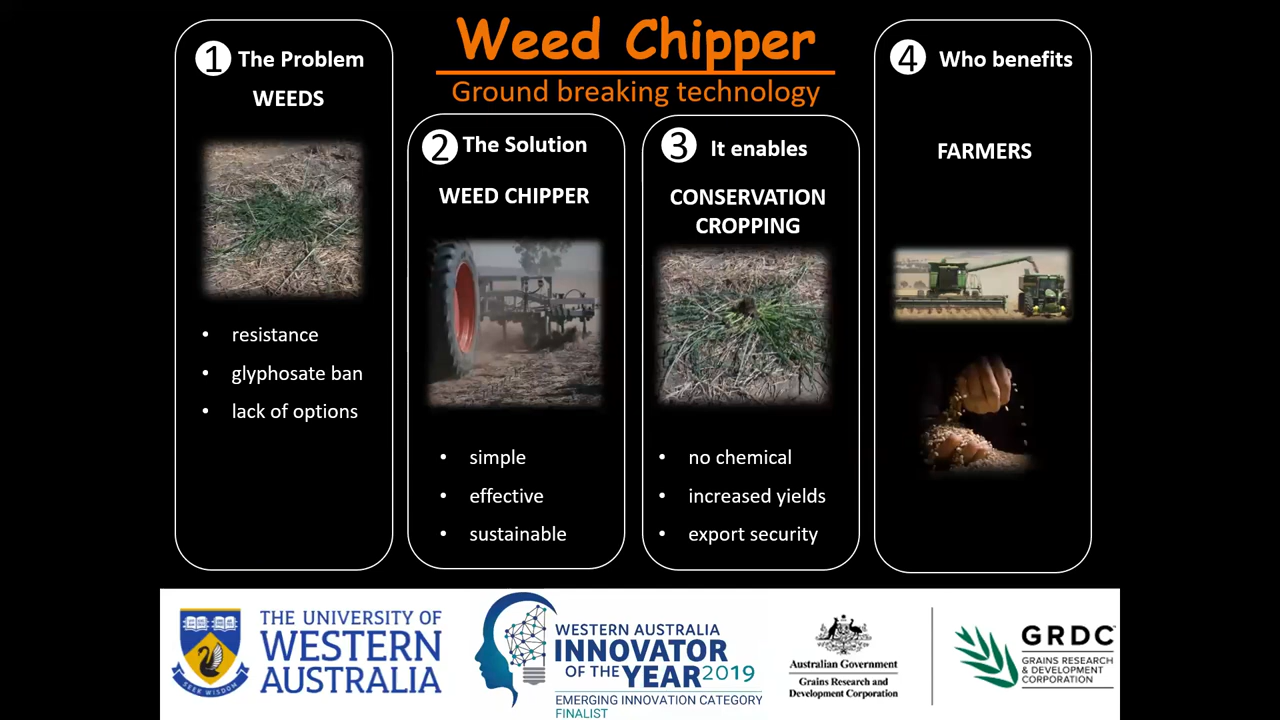 Weed Chipper
Ground breaking technology
1 The Problem
WEEDS
• resistance
• glyphosate ban
• lack of options
2 The Solution
WEED CHIPPER
• simple
• effective
• sustainable
3 It enables
CONSERVATION
CROPPING
• no chemical
• increased yields
• export security
4 Who benefits
FARMERS
THE UNIVERSITY OF
WESTERN
AUSTRALIA
SEEK WISDOM
WESTERN AUSTRALIA
INNOVATOR
OF THE YEAR 2019
EMERGING INNOVATION CATEGORY
FINALIST
Australian Government
Grains Research and
Development Corporation
GRDC
GRAINS RESEARCH
& DEVELOPMENT
CORPORATION